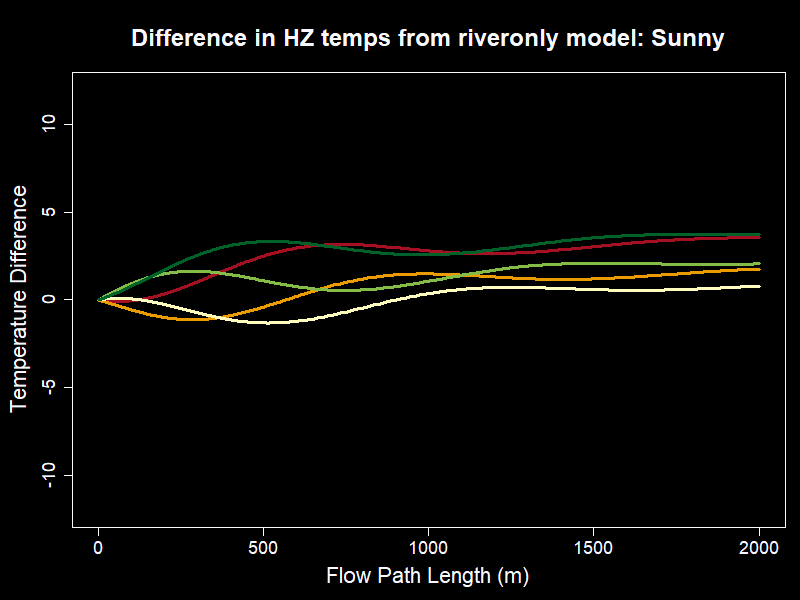 Difference in HZ temps from riveronly model: Sunny
10
5
0
-5
-10
Temperature Difference
0 500 1000 1500 2000
Flow Path Length (m)